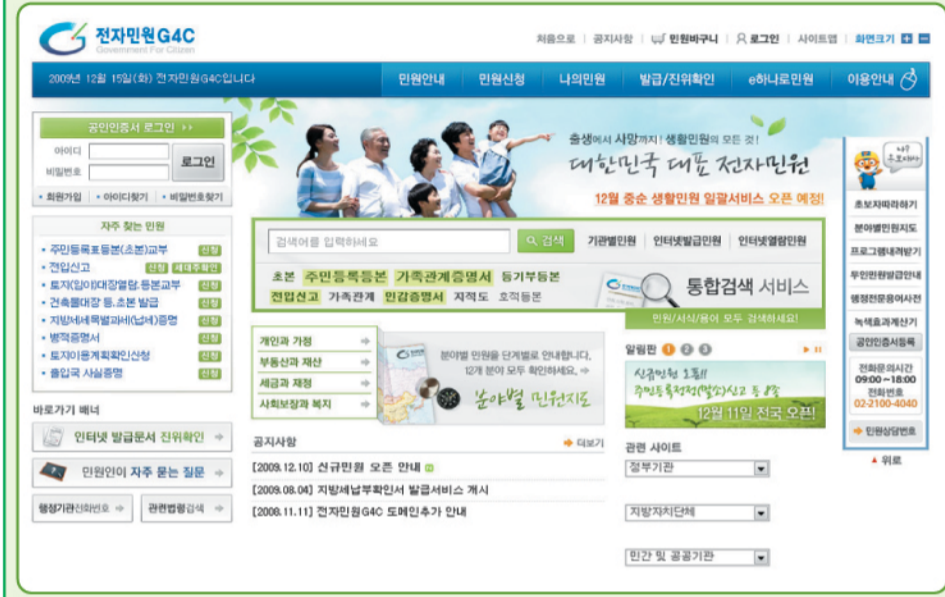 전자민원G4C
Government For Citizen
처음으로 | 공지사항 | 민원바구니 | 로그인 | 사이트맵 | 화면크기
2009년 12월 15일(화) 전자민원G4C입니다
민원안내 민원신청 나의민원 발급/진위확인 e하나로민원 이용안내
공인인증서 로그인 >>
아이디
비밀번호
로그인
회원가입 아이디찾기 비밀번호찾기
출생에서 사망까지! 생활민원의 모든 것!
대한민국 대표 전자민원
12월 중순 생활민원 일괄서비스 오픈 예정!
자주 찾는 민원
주민등록표등본(초본)교부 신청
전입신고 신청 세대주확인
토지(임야)대장열람.등본교부 신청
건축물대장 등.초본 발급 신청
지방세세목별과세(납세)증명 신청
병적증명서 신청
토지이용계획확인신청 신청
출입국 사실증명 신청
검색어를 입력하세요 검색 기관별민원 인터넷발급민원 인터넷열람민원
초본 주민등록등본 가족관계증명서 등기부등본
전입신고 가족관계 인감증명서 지적도 호적등본
통합검색 서비스
민원/서식/용어 모두 검색하세요!
개인과 가정
부동산과 재산
세금과 재정
사회보장과 복지
분야별 민원을 단계별로 안내합니다.
12개 분야 모두 확인하세요.
분야별 민원지도
알림판 1 2 3
신규민원 오픈!!
주민등록정정(말소)신고 등 8종
12월 11일 전국 오픈!
바로가기 배너
인터넷 발급문서 진위확인
민원인이 자주 묻는 질문
행정기관전화번호 관련법령검색
공지사항 더보기
[2009.12.10] 신규민원 오픈 안내
[2009.08.04] 지방세납부확인서 발급서비스 개시
[2008.11.11] 전자민원G4C 도메인추가 안내
관련 사이트
정부기관
지방자치단체
민간 및 공공기관
초보자따라하기
분야별민원지도
프로그램내려받기
무인민원발급안내
행정전문용어사전
녹색효과계산기
공인인증서등록
전화문의시간
09:00~18:00
전화번호
02-2100-4040
민원상담번호
위로